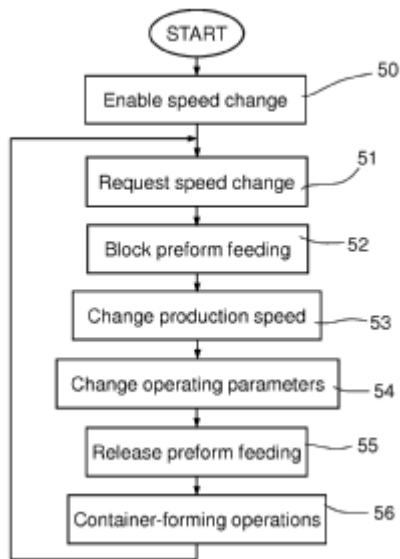 START
Enable speed change
50
Request speed change
51
Block preform feeding
52
Change production speed
53
Change operating parameters
54
Release preform feeding
55
Container-forming operations
56